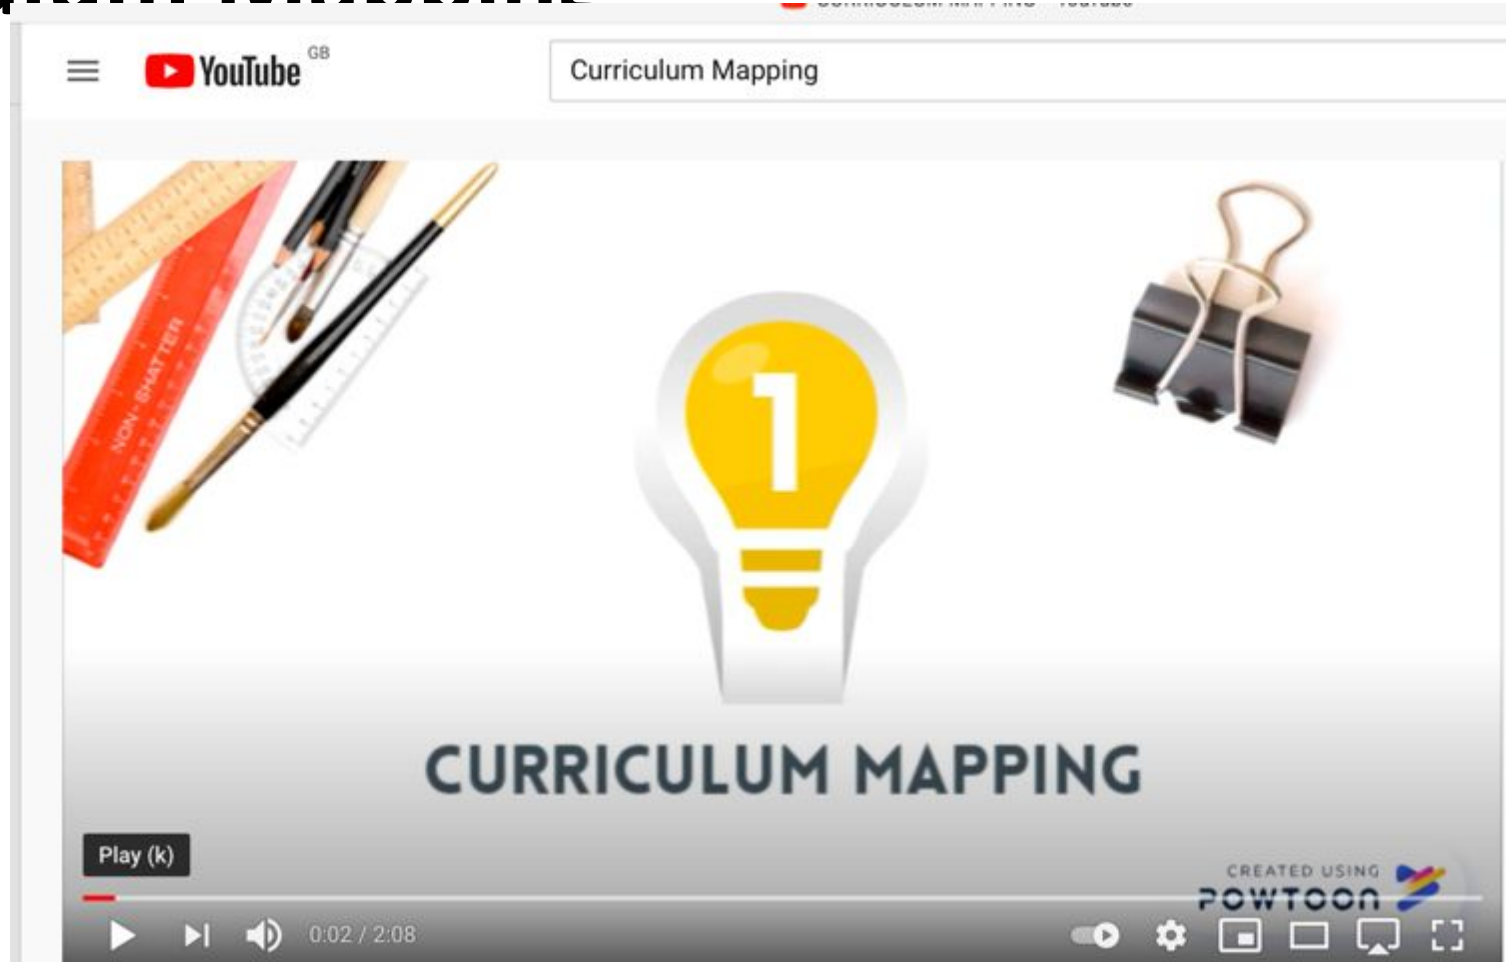 YouTube GB
Curriculum Mapping
NON-SHATTER
1
CURRICULUM MAPPING
Play (k)
CREATED USING
POWTOON
0:02 / 2:08